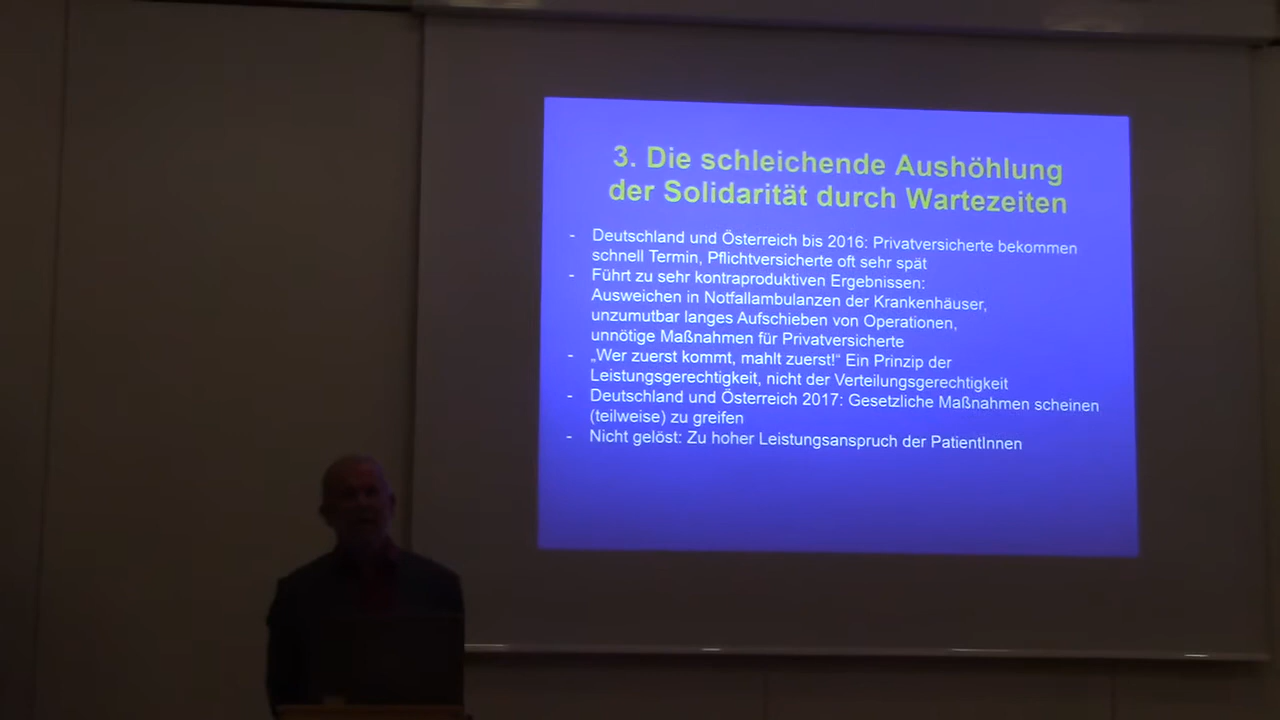 3. Die schleichende Aushöhlung
der Solidarität durch Wartezeiten
- Deutschland und Österreich bis 2016: Privatversicherte bekommen
schnell Termin, Pflichtversicherte oft sehr spät
- Führt zu sehr kontraproduktiven Ergebnissen:
Ausweichen in Notfallambulanzen der Krankenhäuser,
unzumutbar langes Aufschieben von Operationen,
unnötige Maßnahmen für Privatversicherte
- „Wer zuerst kommt, mahlt zuerst!“ Ein Prinzip der
Leistungsgerechtigkeit, nicht der Verteilungsgerechtigkeit
- Deutschland und Österreich 2017: Gesetzliche Maßnahmen scheinen
(teilweise) zu greifen
- Nicht gelöst: Zu hoher Leistungsanspruch der PatientInnen